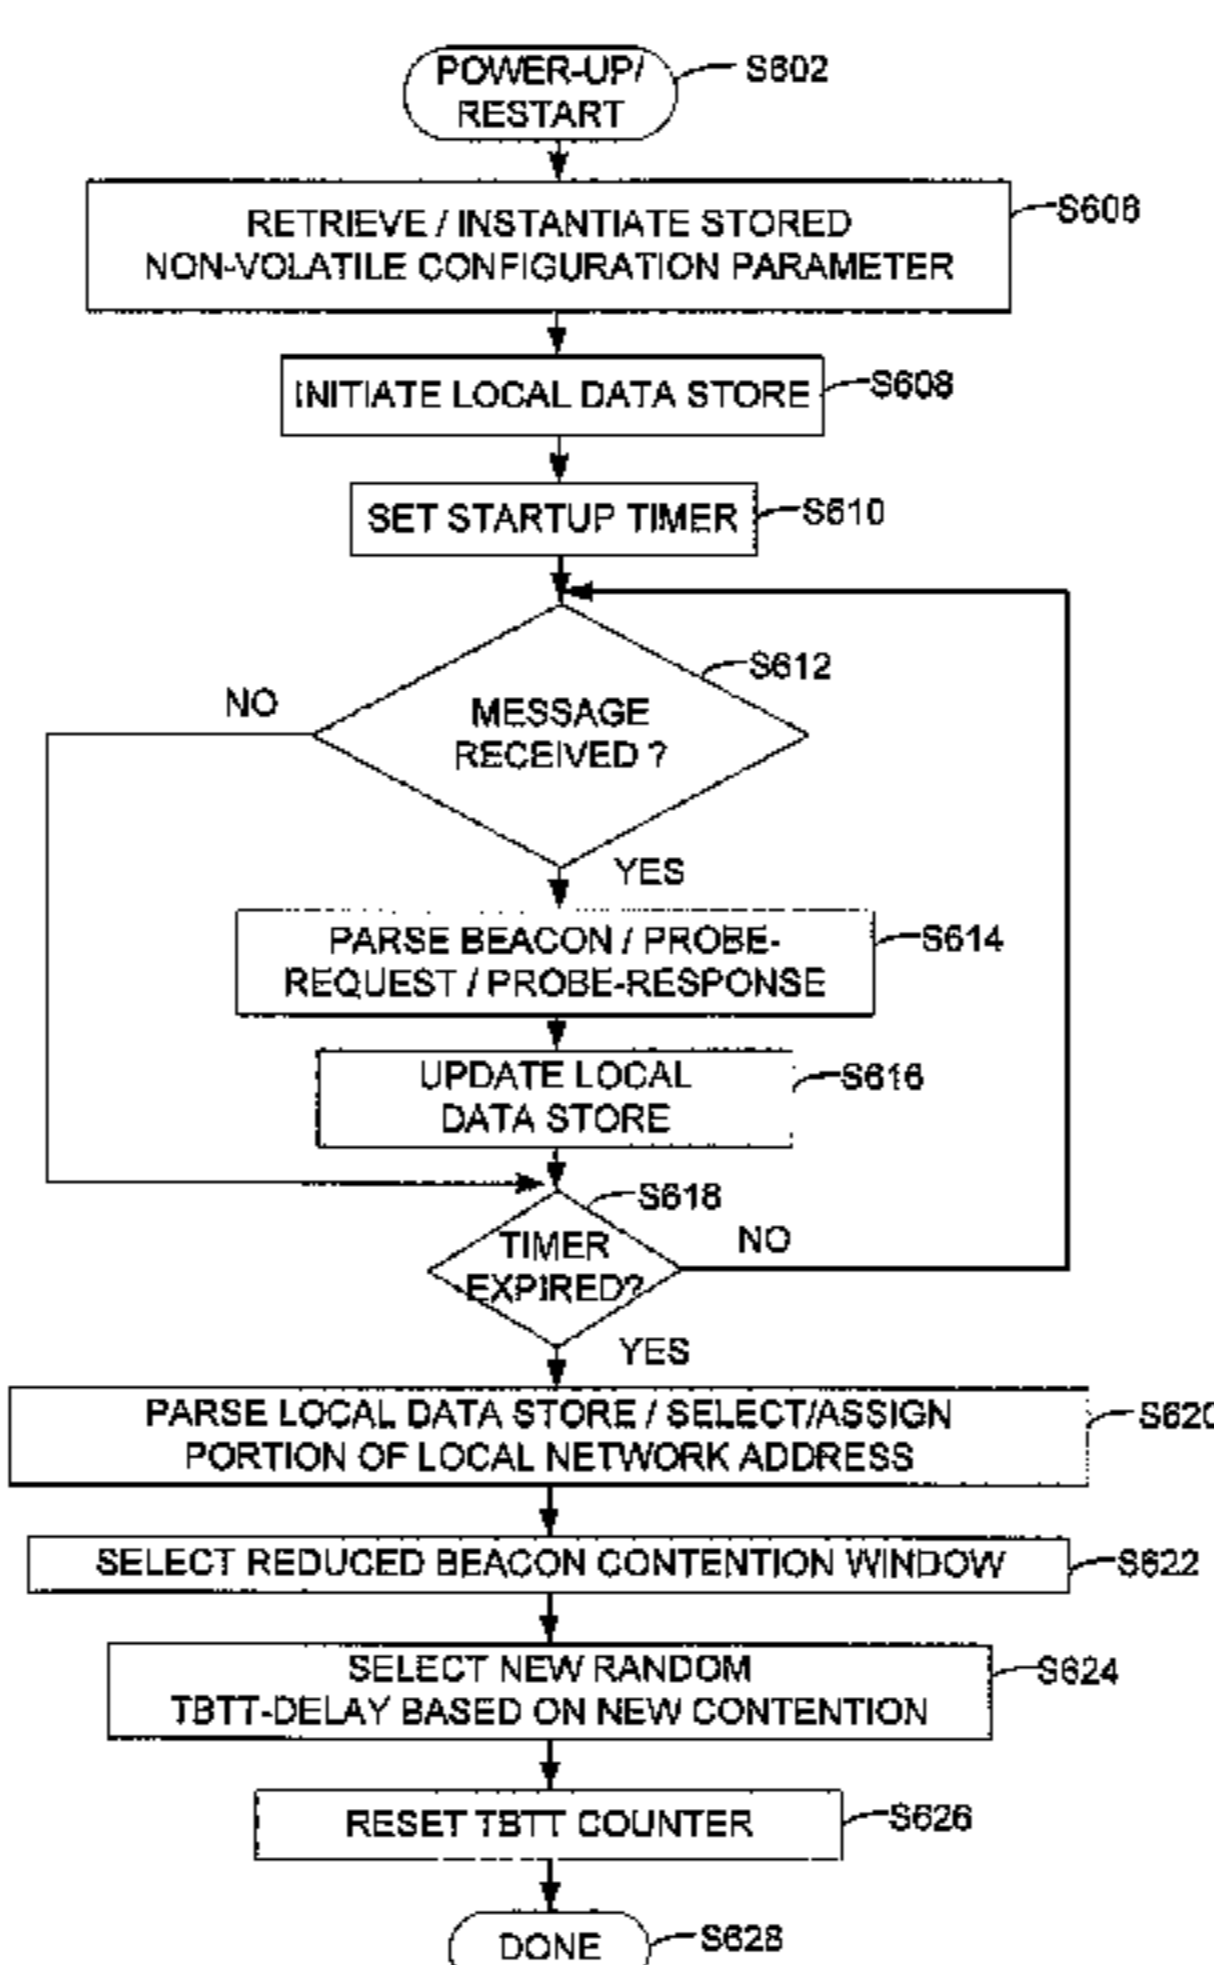 POWER-UP/
RESTART
S602
RETRIEVE / INSTANTIATE STORED
NON-VOLATILE CONFIGURATION PARAMETER
S606
INITIATE LOCAL DATA STORE
S608
SET STARTUP TIMER
S610
S612
NO
MESSAGE
RECEIVED ?
YES
PARSE BEACON / PROBE-
REQUEST / PROBE-RESPONSE
S614
UPDATE LOCAL
DATA STORE
S616
S618
TIMER
EXPIRED?
NO
YES
PARSE LOCAL DATA STORE / SELECT/ASSIGN
PORTION OF LOCAL NETWORK ADDRESS
S620
SELECT REDUCED BEACON CONTENTION WINDOW
S622
SELECT NEW RANDOM
TBTT-DELAY BASED ON NEW CONTENTION
S624
RESET TBTT COUNTER
S626
DONE
S628